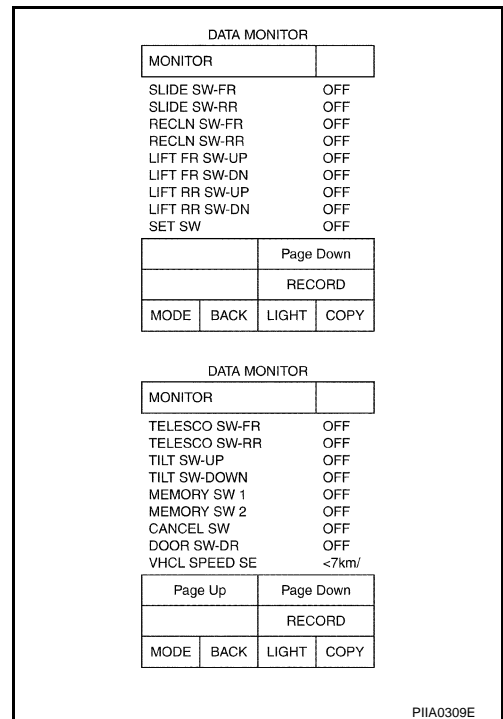 DATA MONITOR
MONITOR
SLIDE SW-FR OFF
SLIDE SW-RR OFF
RECLN SW-FR OFF
RECLN SW-RR OFF
LIFT FR SW-UP OFF
LIFT FR SW-DN OFF
LIFT RR SW-UP OFF
LIFT RR SW-DN OFF
SET SW OFF
Page Down
RECORD
MODE BACK LIGHT COPY
DATA MONITOR
MONITOR
TELESCO SW-FR OFF
TELESCO SW-RR OFF
TILT SW-UP OFF
TILT SW-DOWN OFF
MEMORY SW 1 OFF
MEMORY SW 2 OFF
CANCEL SW OFF
DOOR SW-DR OFF
VHCL SPEED SE <7km/
Page Up Page Down
RECORD
MODE BACK LIGHT COPY
PIIA0309E